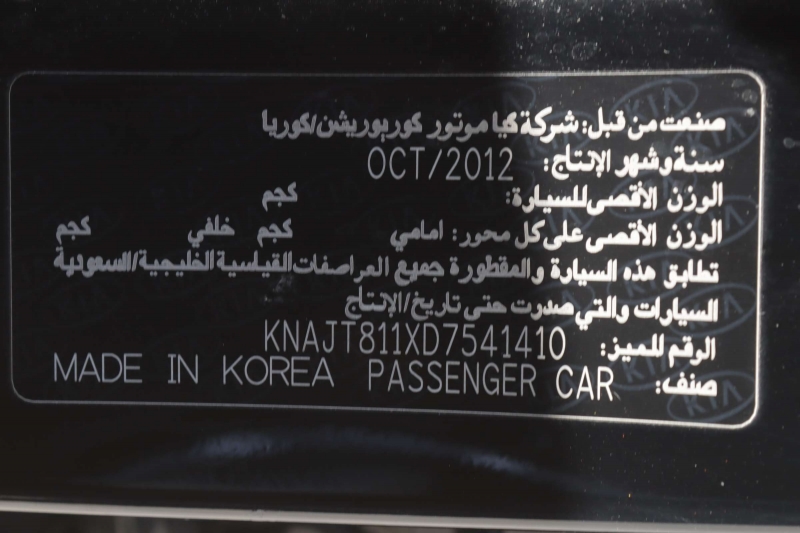 صنعت من قبل: شركة كيا موتور كوربوريشن/كوريا
سنة وشهر الإنتاج: OCT/2012
الوزن الأقصى للسيارة: كجم
الوزن الأقصى على كل محور: امامي كجم خلفي كجم
تطابق هذه السيارة والمقطورة جميع المراصفات القياسية الخليجية/السعودية
السيارات والتي صدرت حتى تاريخ/الإنتاج
الرقم المميز: KNAJT811XD7541410
صنف: PASSENGER CAR MADE IN KOREA